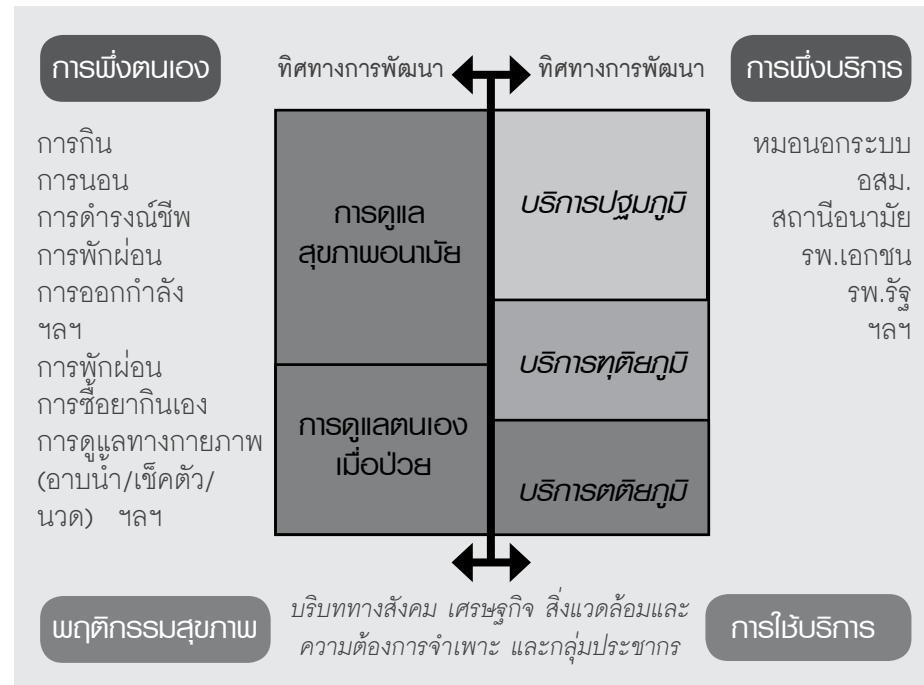 การพึ่งตนเอง
ทิศทางการพัฒนา
ทิศทางการพัฒนา
การพึ่งบริการ
การกิน
การนอน
การดำรงณ์ชีพ
การพักผ่อน
การออกกำลัง
ฯลฯ
การพักผ่อน
การซื้อยากินเอง
การดูแลทางกายภาพ
(อาบน้ำ/เช็คตัว/
นวด) ฯลฯ
การดูแล
สุขภาพอนามัย
การดูแลตนเอง
เมื่อป่วย
บริการปฐมภูมิ
บริการฑุติยภูมิ
บริการตติยภูมิ
หมอนอกระบบ
อสม.
สถานีอนามัย
รพ.เอกชน
รพ.รัฐ
ฯลฯ
พฤติกรรมสุขภาพ
บริบททางสังคม เศรษฐกิจ สิ่งแวดล้อมและ
ความต้องการจำเพาะ และกลุ่มประชากร
การใช้บริการ